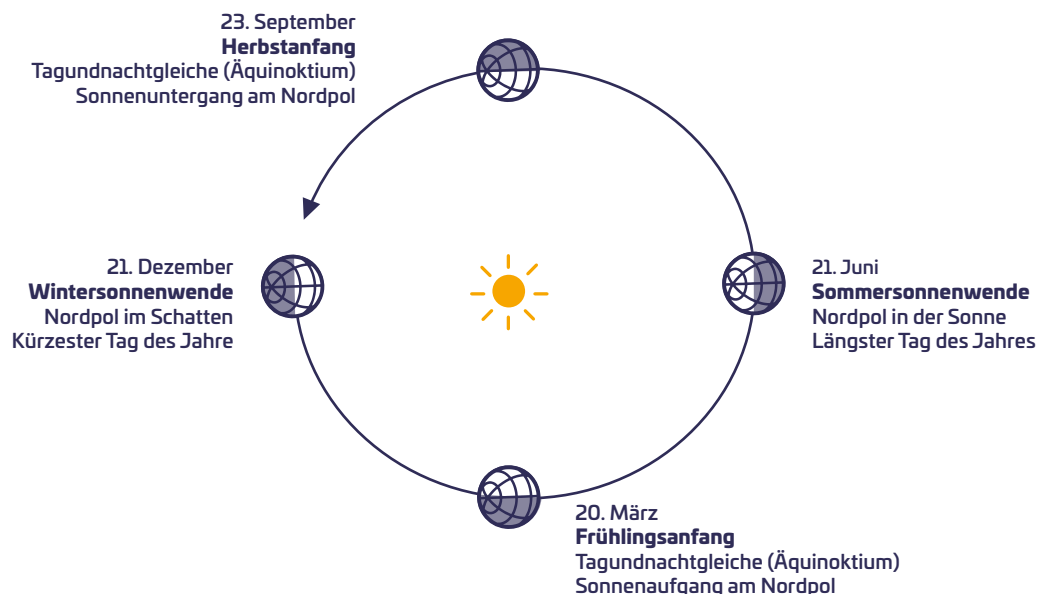 23. September
Herbstanfang
Tagundnachtgleiche (Äquinoktium)
Sonnenuntergang am Nordpol
21. Dezember
Wintersonnenwende
Nordpol im Schatten
Kürzester Tag des Jahre
21. Juni
Sommersonnenwende
Nordpol in der Sonne
Längster Tag des Jahres
20. März
Frühlingsanfang
Tagundnachtgleiche (Äquinoktium)
Sonnenaufgang am Nordpol